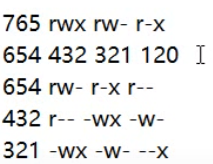 765 rwx rw- r-x
654 432 321 120
654 rw- r-x r--
432 r-- -wx -w-
321 -wx -w- --x